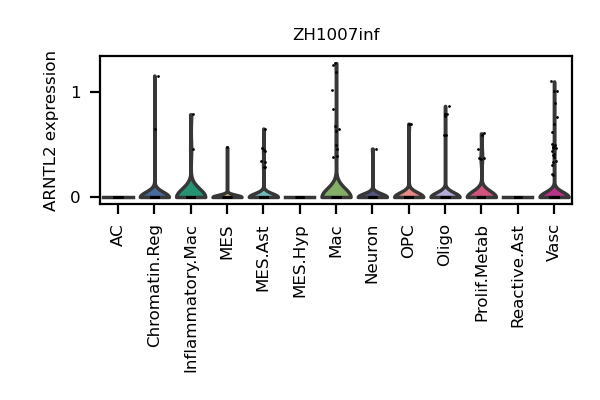 ZH1007inf
ARNTL2 expression
1
0
AC
Chromatin.Reg
Inflammatory.Mac
MES
MES.Ast
MES.Hyp
Mac
Neuron
OPC
Oligo
Prolif.Metab
Reactive.Ast
Vasc